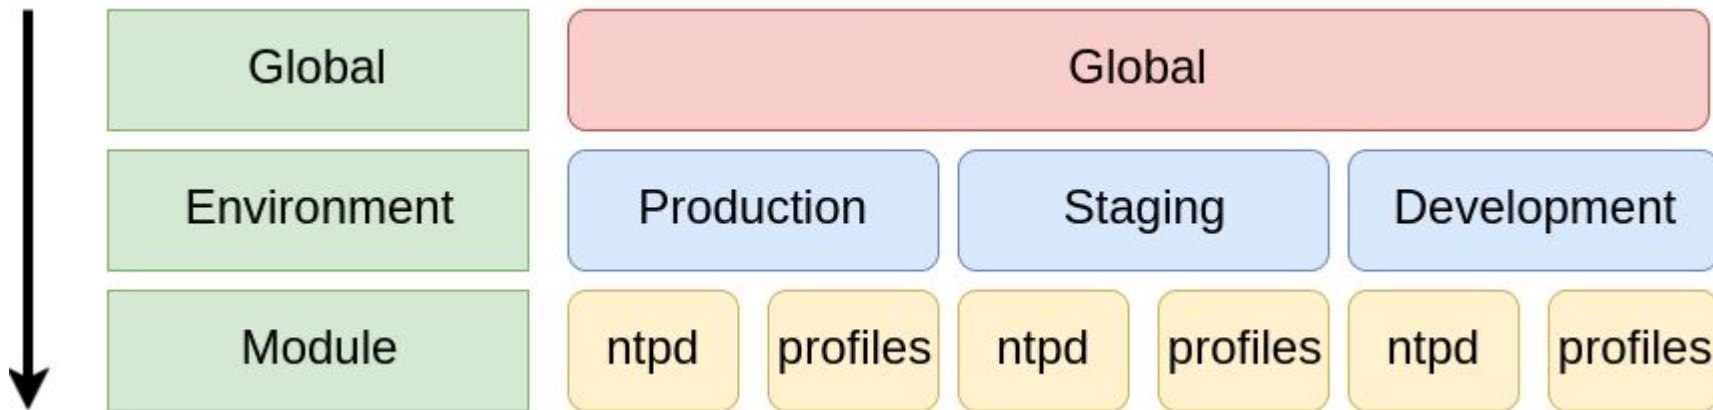 Global
Global
Environment
Production
Staging
Development
Module
ntpd
profiles
ntpd
profiles
ntpd
profiles